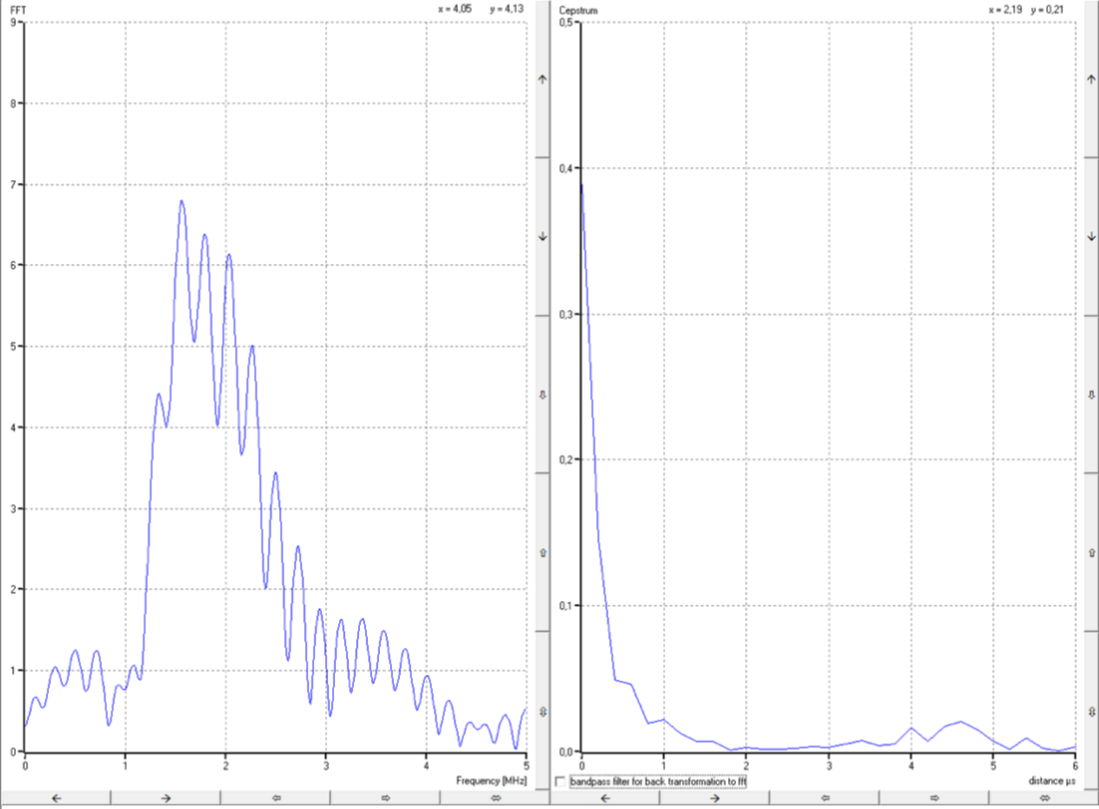 FFT x = 4,05 y = 4,13
9
8
7
6
5
4
3
2
1
0
0 1 2 3 4 5
Frequency [MHz]
Cepstrum x = 2,19 y = 0,21
0,5
0,4
0,3
0,2
0,1
0,0
0 1 2 3 4 5 6
bandpass filter for back transformation to fft distance µs